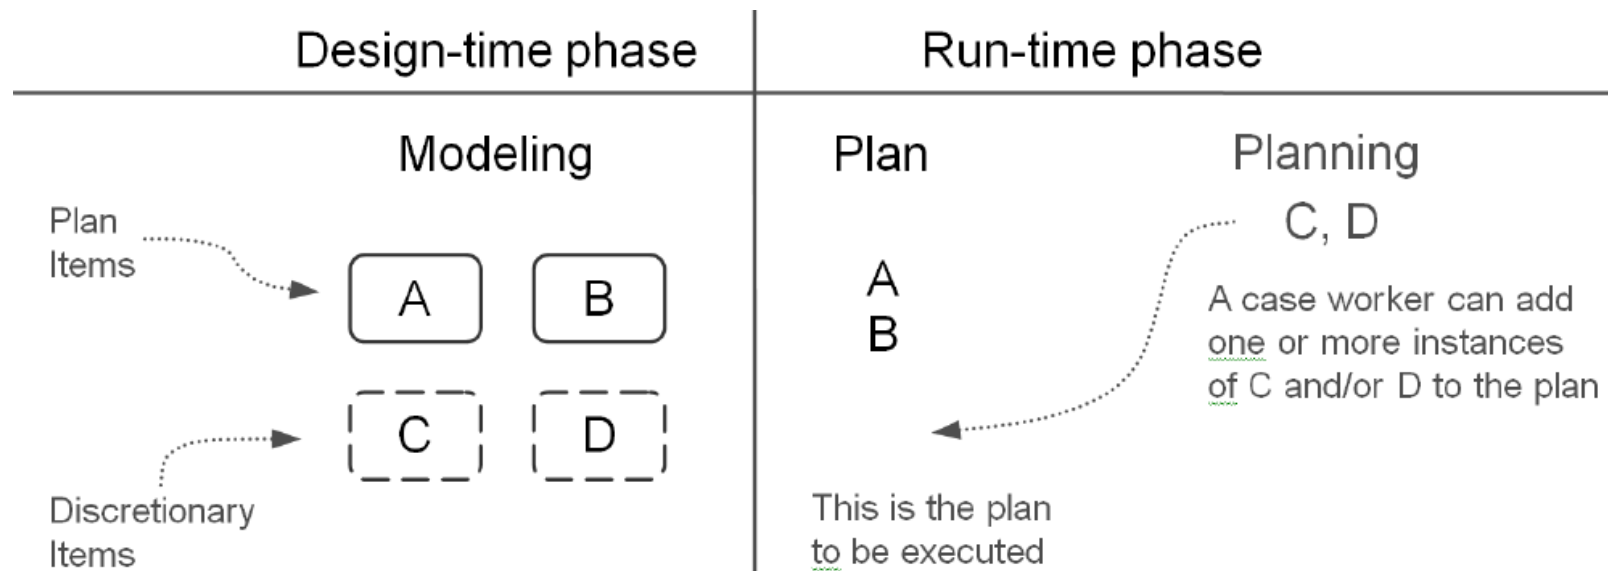 Design-time phase
Run-time phase
Modeling
Plan
Items
A
B
C
D
Discretionary
Items
Plan
A
B
This is the plan
to be executed
Planning
C, D
A case worker can add
one or more instances
of C and/or D to the plan